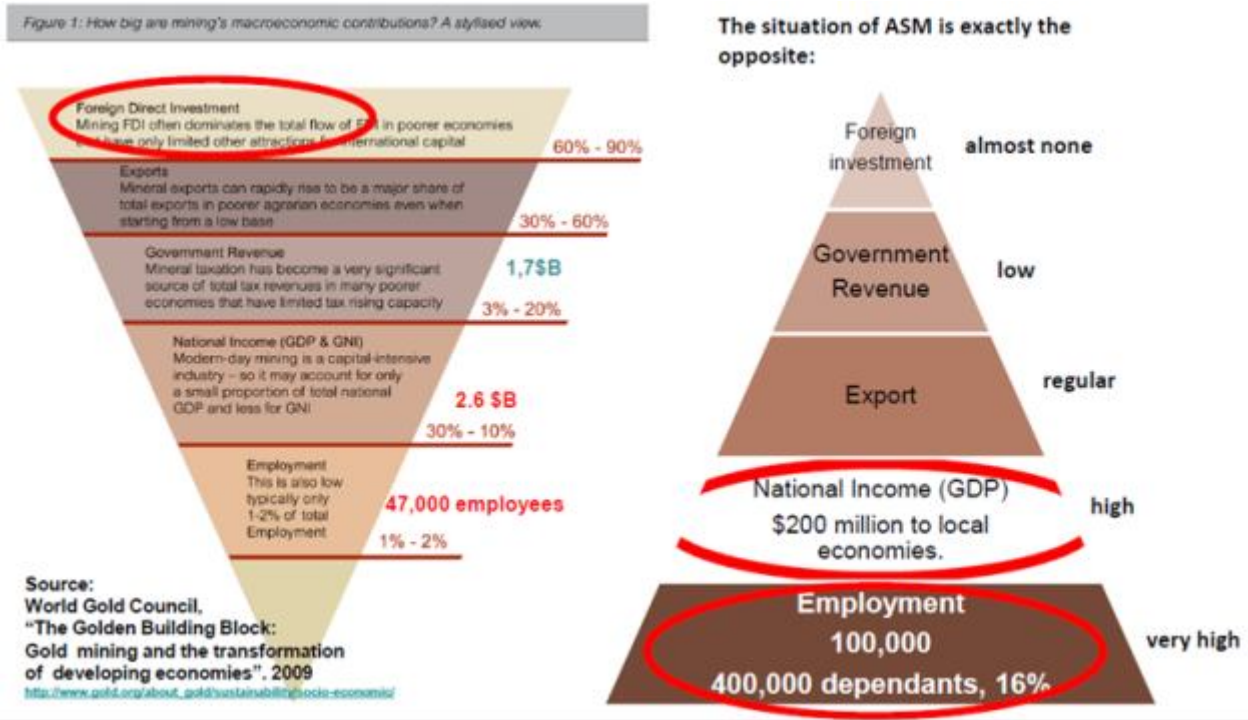 Figure 1: How big are mining's macroeconomic contributions? A stylised view.
Foreign Direct Investment
Mining FDI often dominates the total flow of FDI in poorer economies
that have only limited other attractions for international capital
60% - 90%
Exports
Mineral exports can rapidly rise to be a major share of
total exports in poorer agrarian economies even when
starting from a low base
30% - 60%
Government Revenue
Mineral taxation has become a very significant
source of total tax revenues in many poorer
economies that have limited tax rising capacity
1,7$B
3% - 20%
National Income (GDP & GNI)
Modern-day mining is a capital-intensive
industry – so it may account for only
a small proportion of total national
GDP and less for GNI
2.6 $B
30% - 10%
Employment
This is also low
typically only
1-2% of total
Employment
47,000 employees
1% - 2%
Source:
World Gold Council,
“The Golden Building Block:
Gold mining and the transformation
of developing economies”. 2009
http://www.gold.org/about_gold/sustainability/socio-economic/
The situation of ASM is exactly the
opposite:
Foreign
investment
almost none
Government
Revenue
low
Export
regular
National Income (GDP)
$200 million to local
economies.
high
Employment
100,000
400,000 dependants, 16%
very high